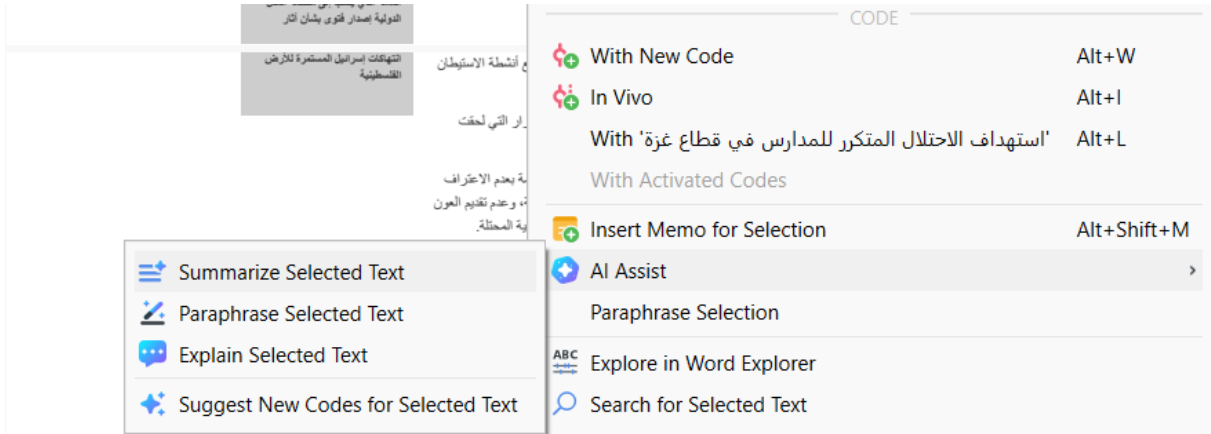 الدولية إصدار فتوى بشأن آثار
انتهاكات إسرائيل المستمرة للأرض
الفلسطينية
ع أنشطة الاستيطان
رار التي لحقت
ـة بعدم الاعتراف
ـة، وعدم تقديم العون
ـية المحتلة.
CODE
With New Code Alt+W
In Vivo Alt+I
With 'استهداف الاحتلال المتكرر للمدارس في قطاع غزة' Alt+L
With Activated Codes
Insert Memo for Selection Alt+Shift+M
AI Assist
Paraphrase Selection
Explore in Word Explorer
Search for Selected Text
Summarize Selected Text
Paraphrase Selected Text
Explain Selected Text
Suggest New Codes for Selected Text